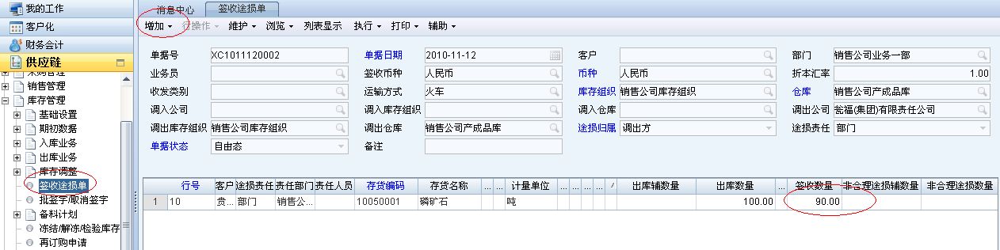 我的工作
客户化
财务会计
供应链
采购管理
销售管理
库存管理
基础设置
期初数据
入库业务
出库业务
库存调整
签收途损单
批签字/取消签字
备料计划
冻结/解冻/检验库存
再订购申请
消息中心 签收途损单
增加 行操作 维护 浏览 列表显示 执行 打印 辅助
单据号 XC1011120002 单据日期 2010-11-12 客户 部门 销售公司业务一部
业务员 签收币种 人民币 币种 人民币 折本汇率 1.00
收发类别 运输方式 火车 库存组织 销售公司库存组织 仓库 销售公司产成品库
调入公司 调入库存组织 调入仓库 调出公司 瓮福(集团)有限责任公司
调出库存组织 销售公司库存组织 调出仓库 销售公司产成品库 途损归属 调出方 途损责任 部门
单据状态 自由态 备注
行号 客户 途损责任 责任部门 责任人员 存货编码 存货名称 ... ... 计量单位 ... ... ... ... 出库辅数量 出库数量 ... 签收数量 非合理途损辅数量 非合理途损数量
1 10 贵... 部门 销售公... 10050001 磷矿石 吨 100.00 90.00